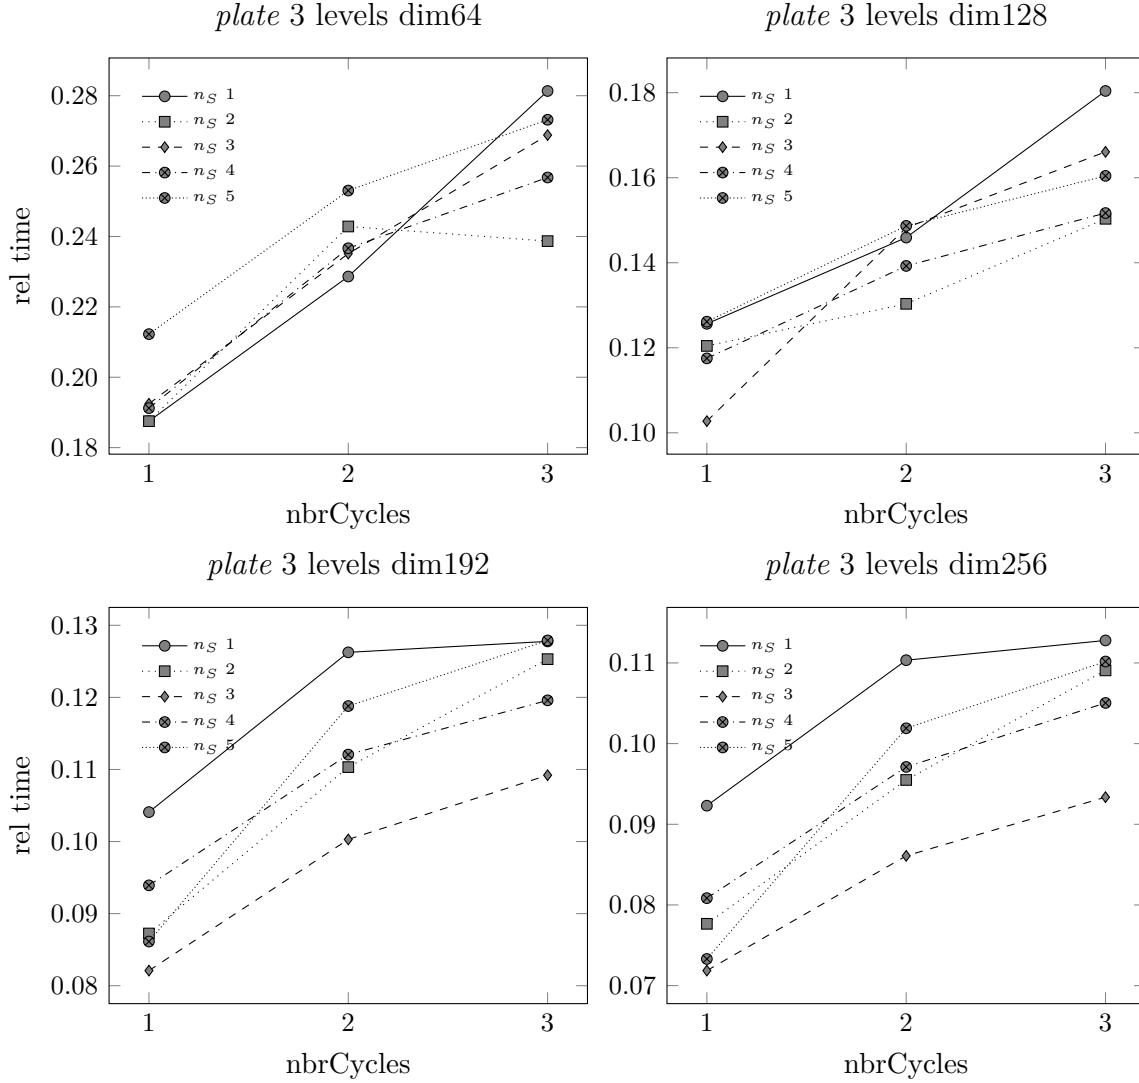 plate 3 levels dim64
rel time
0.28
0.26
0.24
0.22
0.20
0.18
n_S 1
n_S 2
n_S 3
n_S 4
n_S 5
1 2 3
nbrCycles
plate 3 levels dim128
0.18
0.16
0.14
0.12
0.10
n_S 1
n_S 2
n_S 3
n_S 4
n_S 5
1 2 3
nbrCycles
plate 3 levels dim192
rel time
0.13
0.12
0.11
0.10
0.09
0.08
n_S 1
n_S 2
n_S 3
n_S 4
n_S 5
1 2 3
nbrCycles
plate 3 levels dim256
0.11
0.10
0.09
0.08
0.07
n_S 1
n_S 2
n_S 3
n_S 4
n_S 5
1 2 3
nbrCycles